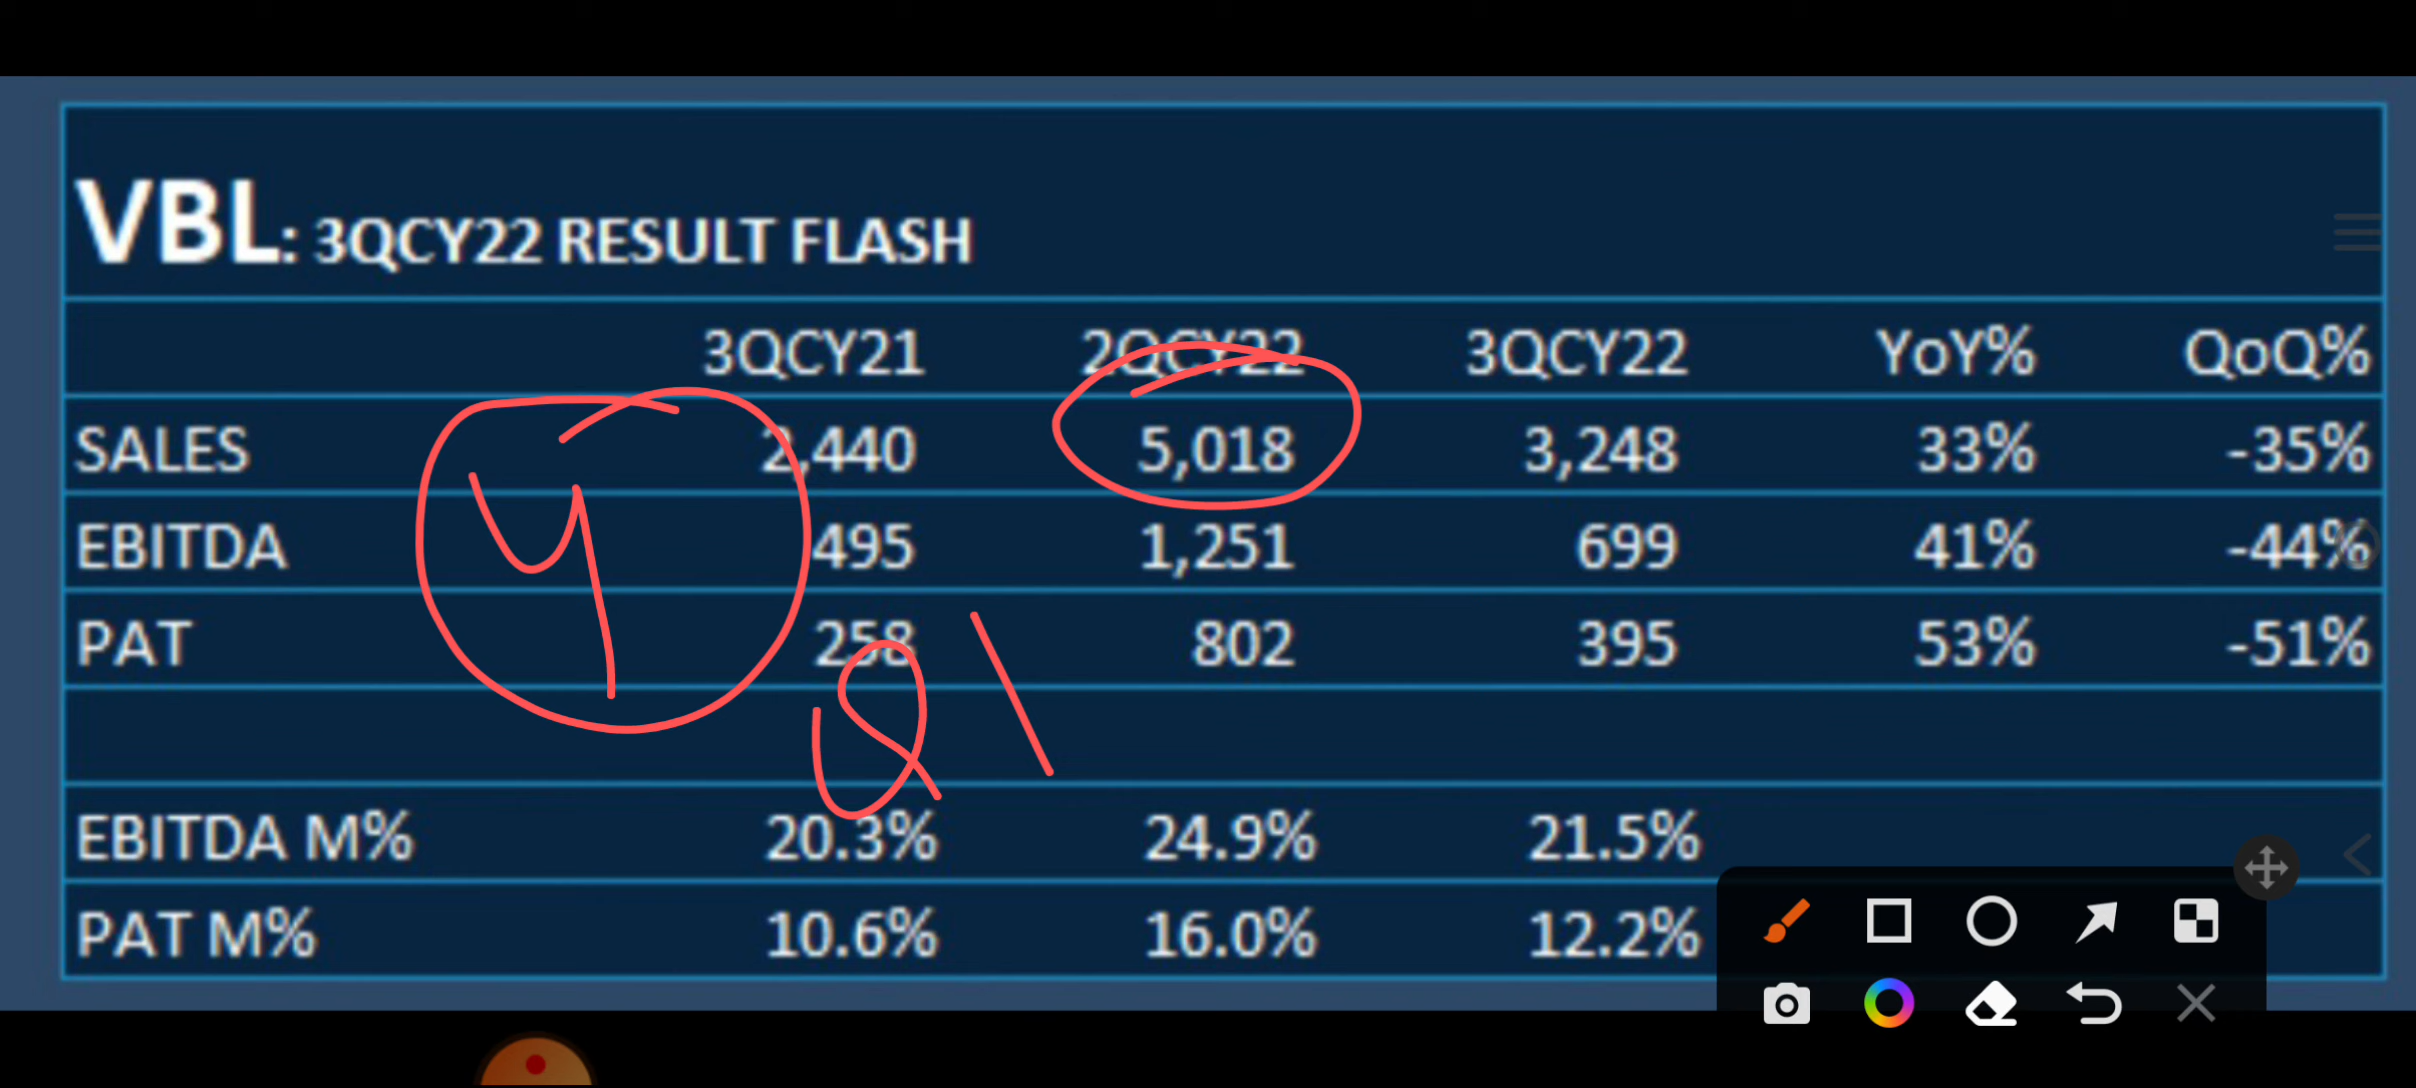 VBL: 3QCY22 RESULT FLASH
3QCY21 2QCY22 3QCY22 YoY% QoQ%
SALES 2,440 5,018 3,248 33% -35%
EBITDA 495 1,251 699 41% -44%
PAT 258 802 395 53% -51%
EBITDA M% 20.3% 24.9% 21.5%
PAT M% 10.6% 16.0% 12.2%